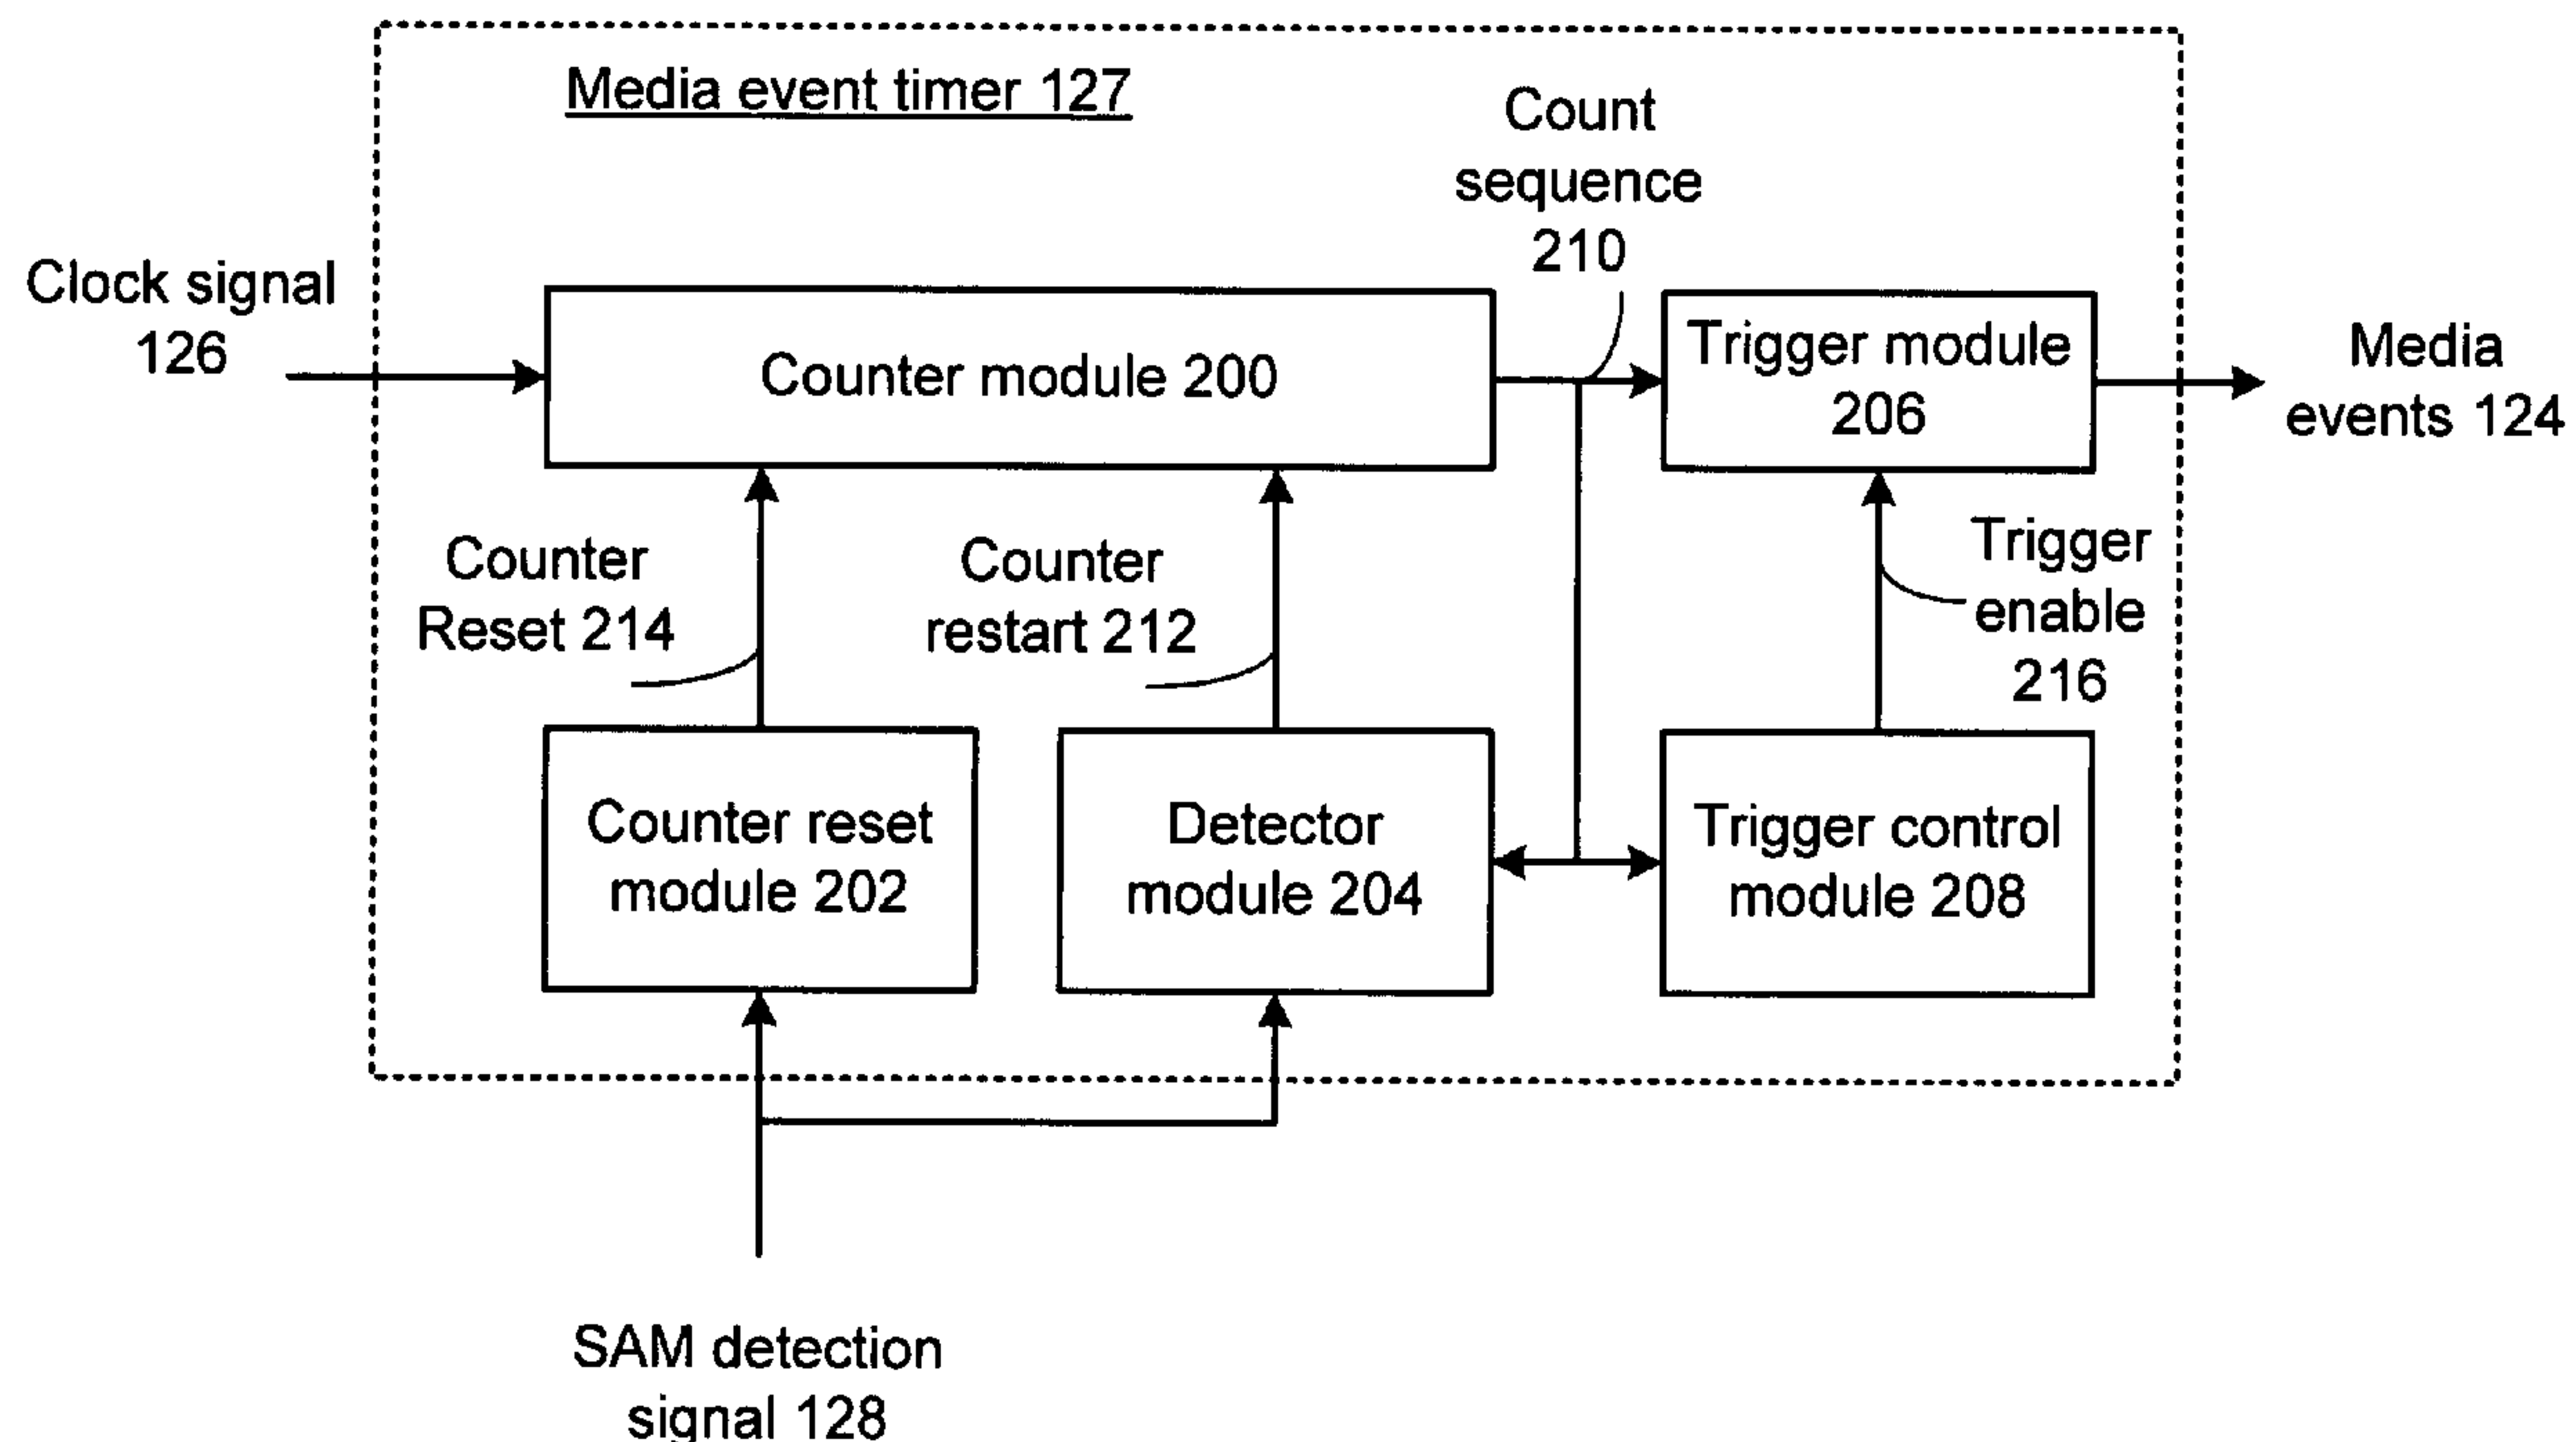 Media event timer 127
Count
sequence
210
Clock signal
126
Counter module 200
Trigger module
206
Media
events 124
Counter
Reset 214
Counter
restart 212
Trigger
enable
216
Counter reset
module 202
Detector
module 204
Trigger control
module 208
SAM detection
signal 128